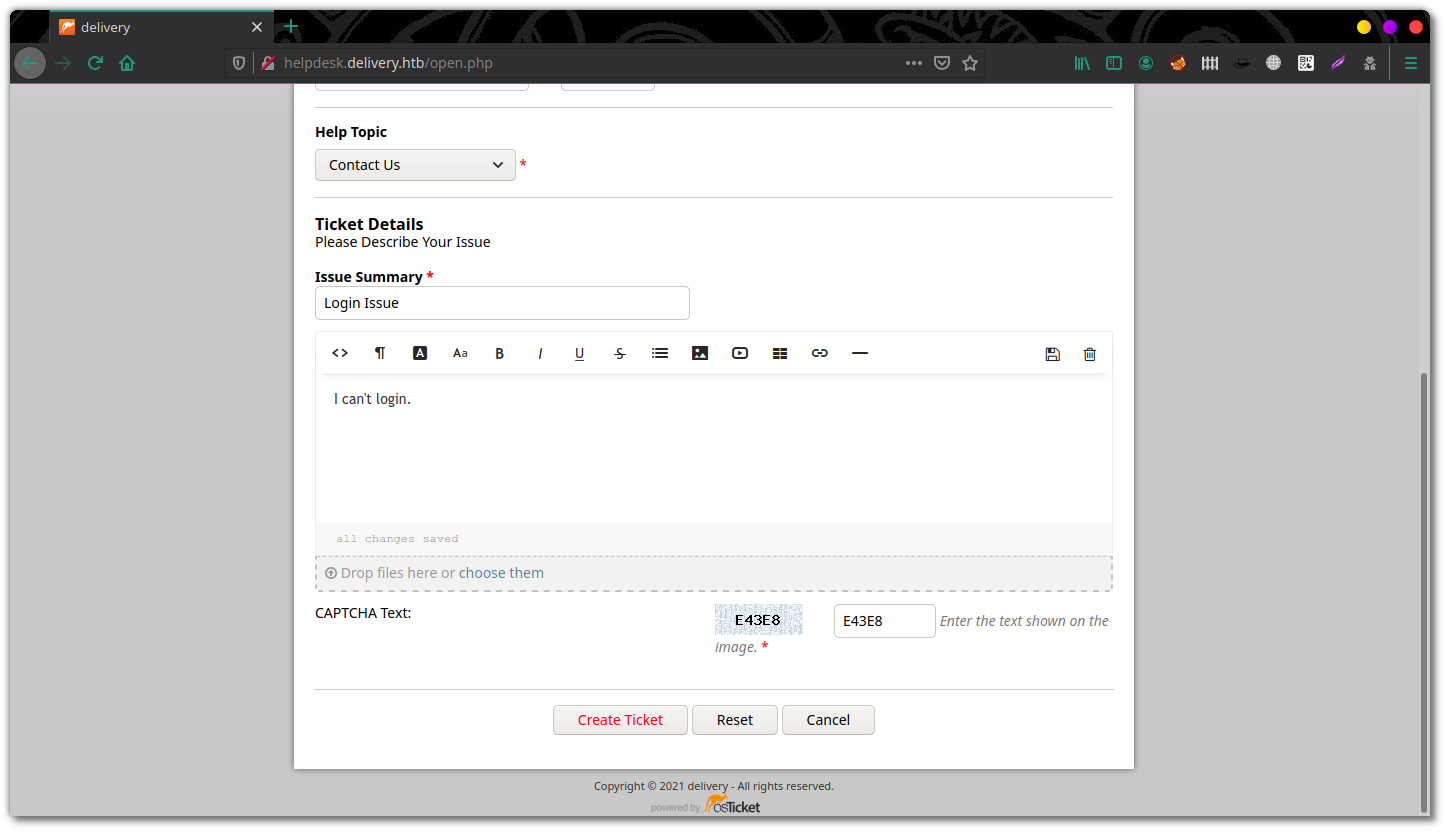 delivery
helpdesk.delivery.htb/open.php
Help Topic
Contact Us *
Ticket Details
Please Describe Your Issue
Issue Summary *
Login Issue
<> ¶ A Aa B I U S
I can't login.
all changes saved
Drop files here or choose them
CAPTCHA Text: E43E8 E43E8 Enter the text shown on the
image. *
Create Ticket Reset Cancel
Copyright © 2021 delivery - All rights reserved.
powered by osTicket